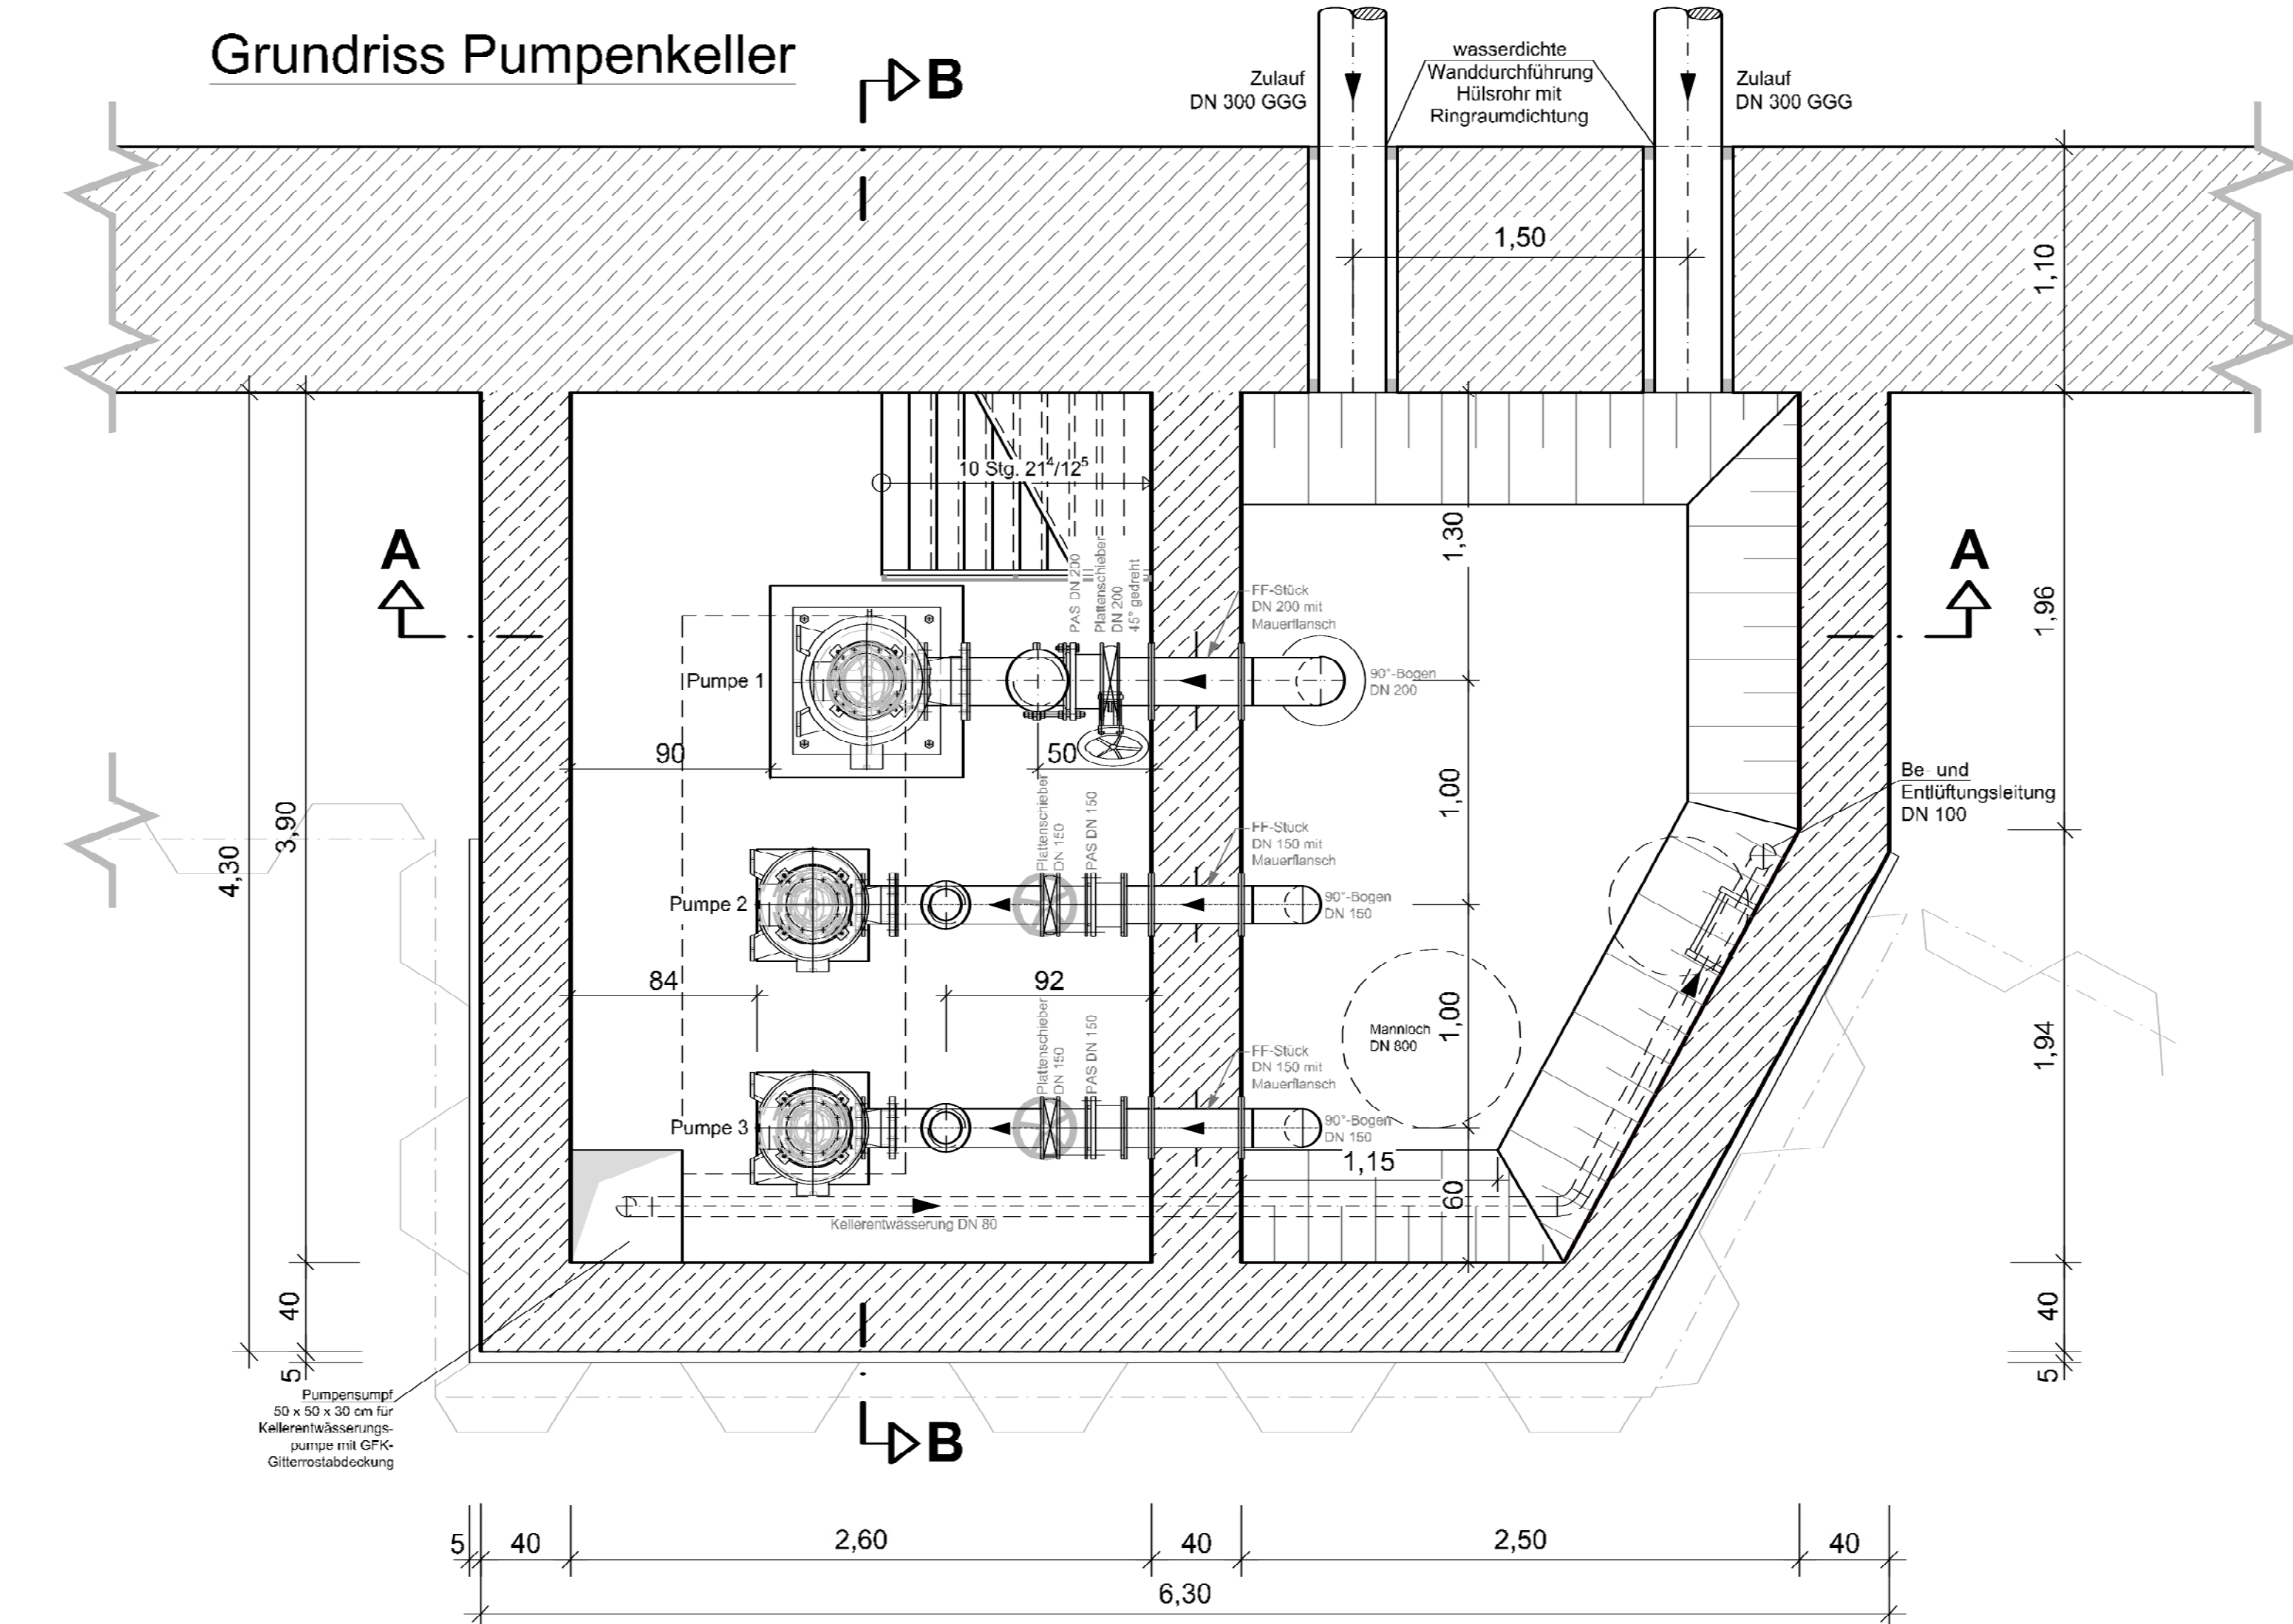 Grundriss Pumpenkeller
B
wasserdichte
Wanddurchführung
Hülsrohr mit
Ringraumdichtung
Zulauf
DN 300 GGG
Zulauf
DN 300 GGG
1,50
1,10
10 Stg. 21⁴/12⁵
1,30
A
A
1,96
PAS DN 200
Plattenschieber
DN 200
45° gedreht
FF-Stück
DN 200 mit
Mauerflansch
Pumpe 1
90°-Bogen
DN 200
90
50
Be- und
Entlüftungsleitung
DN 100
1,00
3,90
4,30
Plattenschieber
DN 150
PAS DN 150
FF-Stück
DN 150 mit
Mauerflansch
Pumpe 2
90°-Bogen
DN 150
84
92
1,00
Mannloch
DN 800
1,94
Plattenschieber
DN 150
PAS DN 150
FF-Stück
DN 150 mit
Mauerflansch
Pumpe 3
90°-Bogen
DN 150
1,15
60
Kellerentwässerung DN 80
40
40
5
5
Pumpensumpf
50 x 50 x 30 cm für
Kellerentwässerungs-
pumpe mit GFK-
Gitterrostabdeckung
B
5
40
2,60
40
2,50
40
6,30